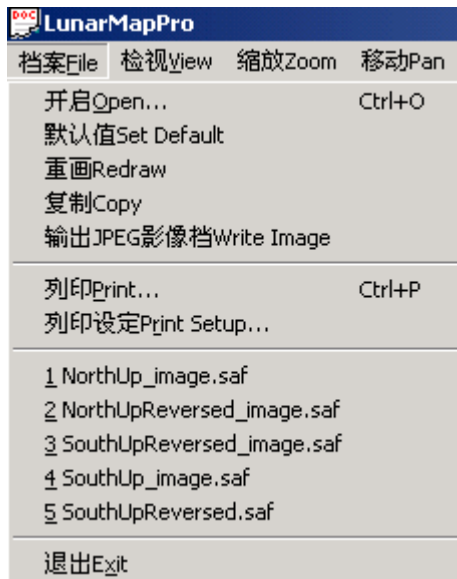 DOC LunarMapPro
档案File 检视View 缩放Zoom 移动Pan
开启Open... Ctrl+O
默认值Set Default
重画Redraw
复制Copy
输出JPEG影像档Write Image
列印Print... Ctrl+P
列印设定Print Setup...
1 NorthUp_image.saf
2 NorthUpReversed_image.saf
3 SouthUpReversed_image.saf
4 SouthUp_image.saf
5 SouthUpReversed.saf
退出Exit